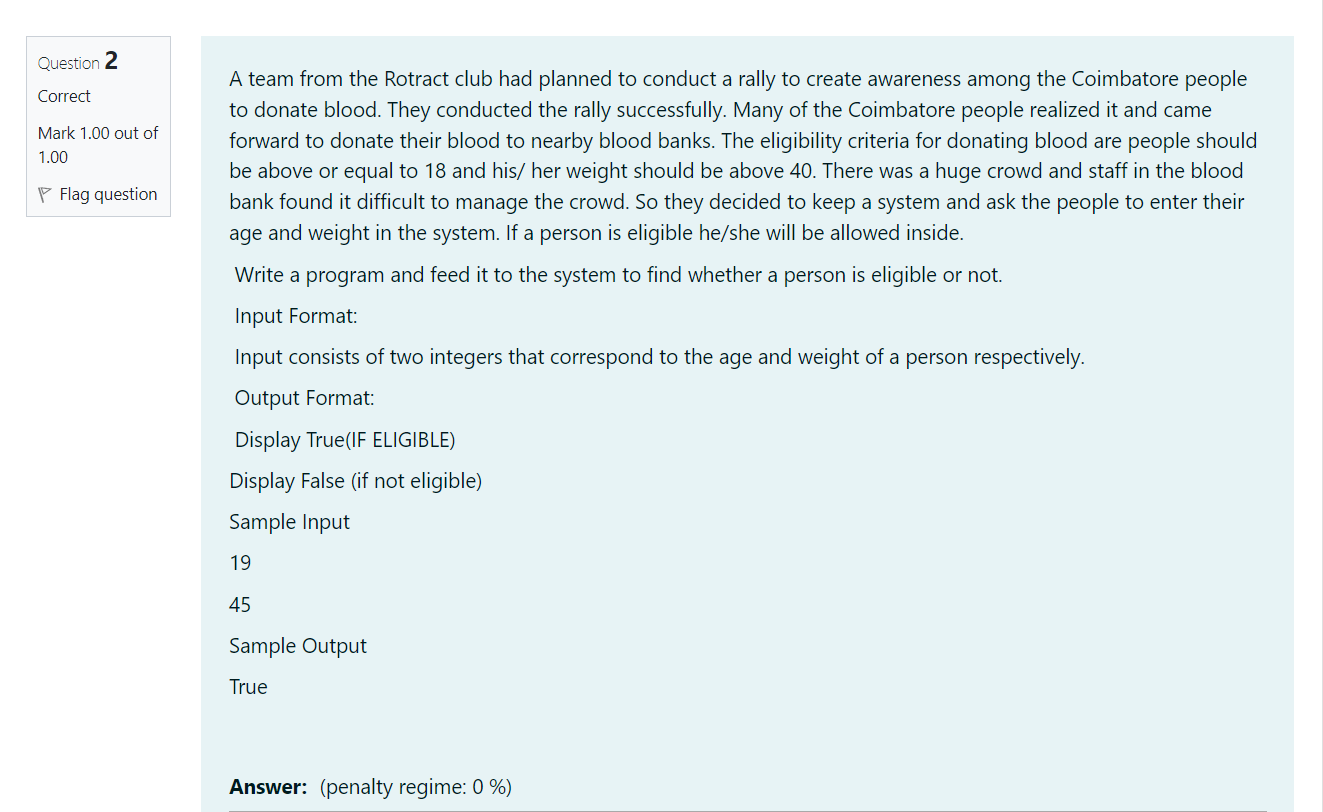 Question 2
Correct
Mark 1.00 out of
1.00
Flag question
A team from the Rotract club had planned to conduct a rally to create awareness among the Coimbatore people
to donate blood. They conducted the rally successfully. Many of the Coimbatore people realized it and came
forward to donate their blood to nearby blood banks. The eligibility criteria for donating blood are people should
be above or equal to 18 and his/ her weight should be above 40. There was a huge crowd and staff in the blood
bank found it difficult to manage the crowd. So they decided to keep a system and ask the people to enter their
age and weight in the system. If a person is eligible he/she will be allowed inside.
Write a program and feed it to the system to find whether a person is eligible or not.
Input Format:
Input consists of two integers that correspond to the age and weight of a person respectively.
Output Format:
Display True(IF ELIGIBLE)
Display False (if not eligible)
Sample Input
19
45
Sample Output
True
Answer: (penalty regime: 0 %)